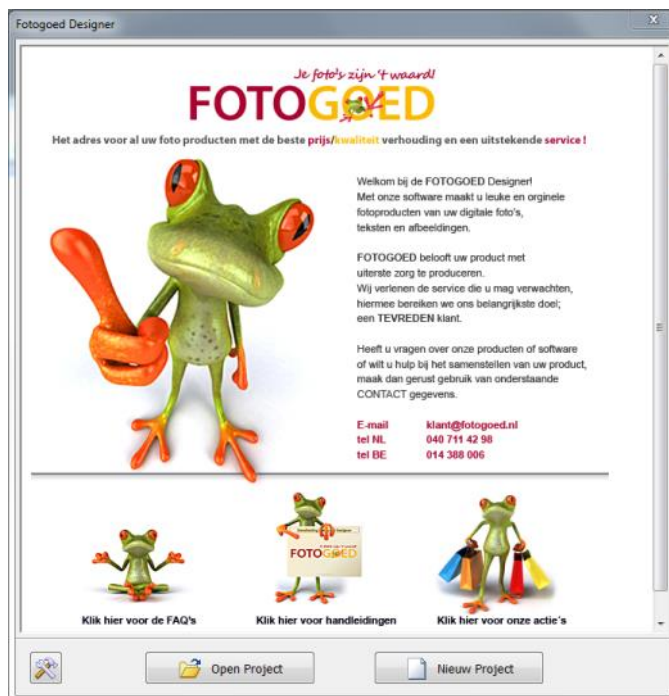 Fotogoed Designer
Je foto's zijn 't waard!
FOTOGOED
Het adres voor al uw foto producten met de beste prijs/kwaliteit verhouding en een uitstekende service !
Welkom bij de FOTOGOED Designer!
Met onze software maakt u leuke en orginele
fotoproducten van uw digitale foto's,
teksten en afbeeldingen.
FOTOGOED belooft uw product met
uiterste zorg te produceren.
Wij verlenen de service die u mag verwachten,
hiermee bereiken we ons belangrijkste doel;
een TEVREDEN klant.
Heeft u vragen over onze producten of software
of wilt u hulp bij het samenstellen van uw product,
maak dan gerust gebruik van onderstaande
CONTACT gegevens.
E-mail klant@fotogoed.nl
tel NL 040 711 42 98
tel BE 014 388 006
FOTOGOED
Klik hier voor de FAQ's
Klik hier voor handleidingen
Klik hier voor onze actie´s
Open Project
Nieuw Project